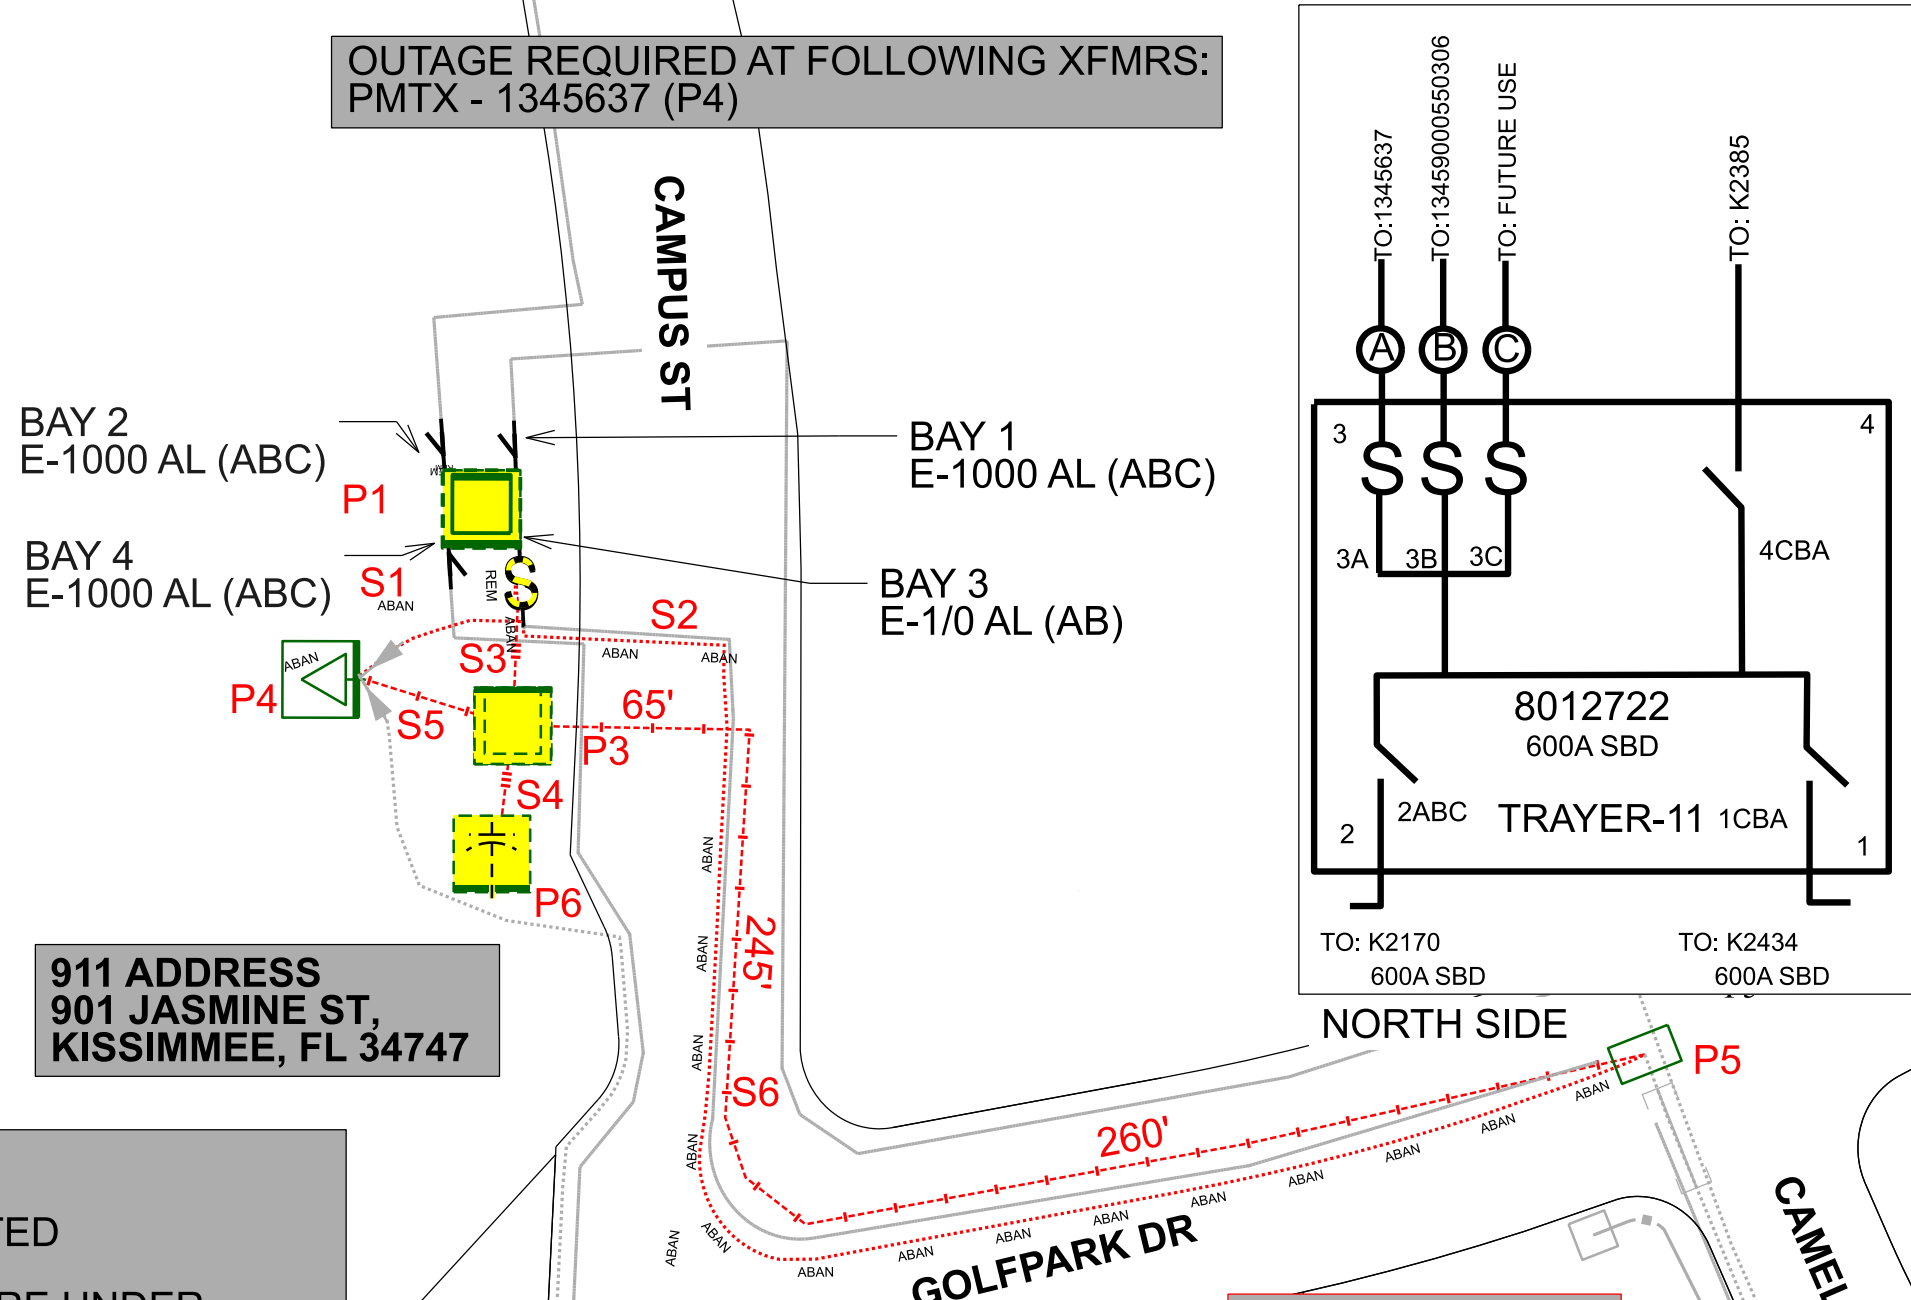 OUTAGE REQUIRED AT FOLLOWING XFMRS:
PMTX - 1345637 (P4)
CAMPUS ST
BAY 2
E-1000 AL (ABC)
BAY 1
E-1000 AL (ABC)
P1
BAY 4
E-1000 AL (ABC)
S1
ABAN
REM
S
ABAN
BAY 3
E-1/0 AL (AB)
S2
ABAN
ABAN
S3
ABAN
P4
S5
65'
P3
S4
P6
ABAN
245'
ABAN
ABAN
S6
ABAN
ABAN
ABAN
260'
ABAN
ABAN
ABAN
ABAN
ABAN
ABAN
ABAN
ABAN
ABAN
P5
GOLFPARK DR
CAMEL
911 ADDRESS
901 JASMINE ST,
KISSIMMEE, FL 34747
TED
RE UNDER
TO:1345637
TO:13459000550306
TO: FUTURE USE
TO: K2385
A
B
C
3
4
S
S
S
3A
3B
3C
4CBA
8012722
600A SBD
2ABC
TRAYER-11
1CBA
2
1
TO: K2170
600A SBD
TO: K2434
600A SBD
NORTH SIDE